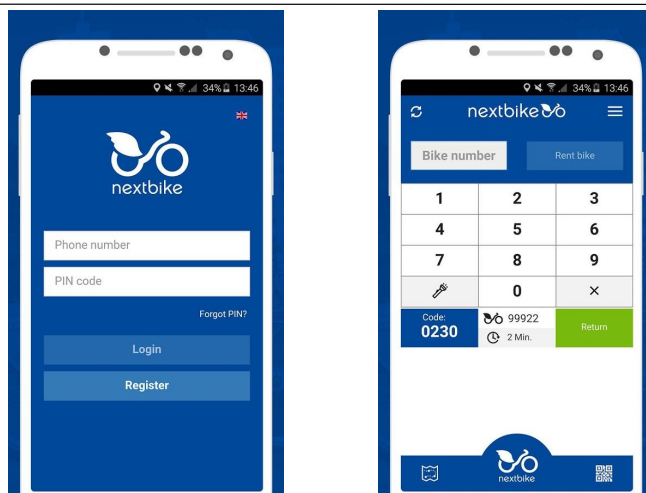 34% 13:46
nextbike
Phone number
PIN code
Forgot PIN?
Login
Register
34% 13:46
nextbike
Bike number
Rent bike
1 2 3
4 5 6
7 8 9
0 ×
Code:
0230
99922
2 Min.
Return
nextbike